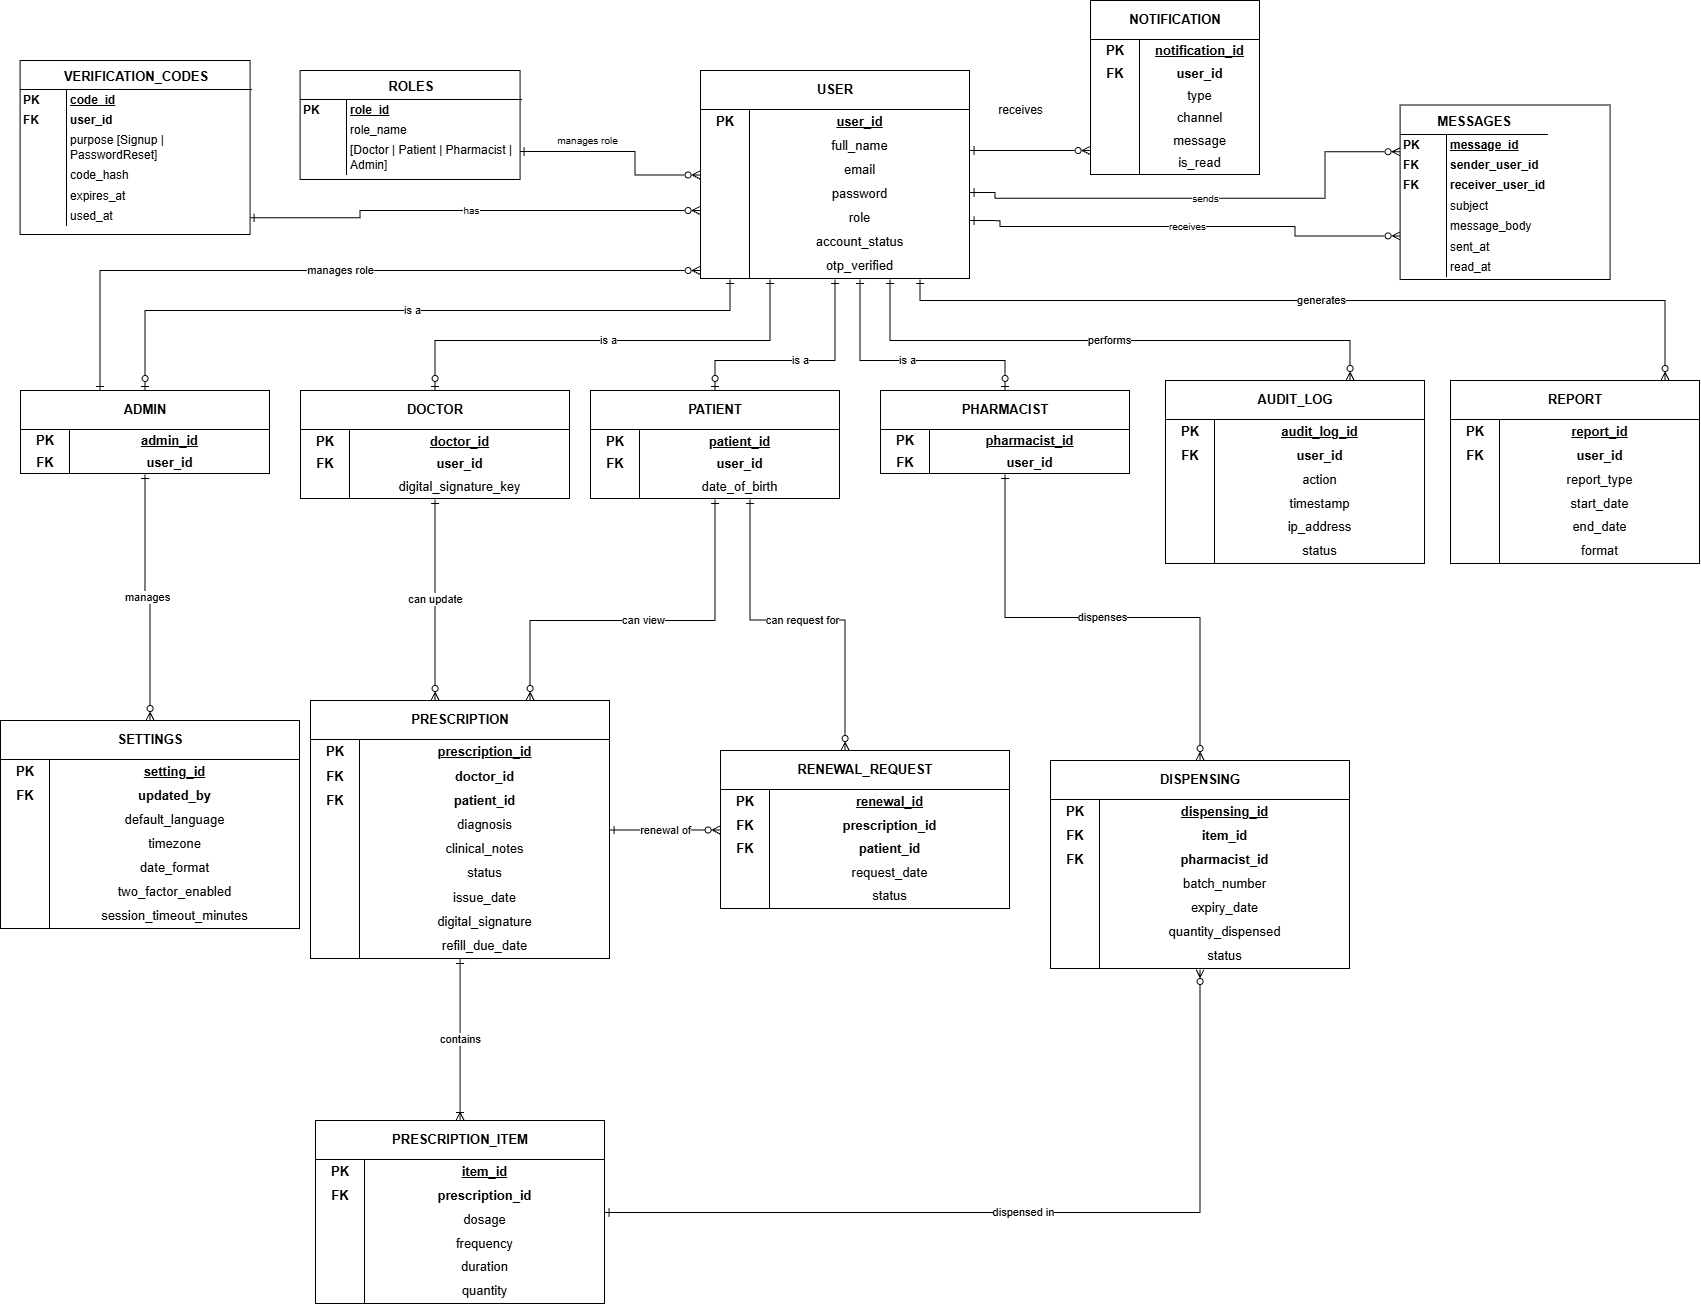 VERIFICATION_CODES
PK code_id
FK user_id
purpose [Signup |
PasswordReset]
code_hash
expires_at
used_at
ROLES
PK role_id
role_name
[Doctor | Patient | Pharmacist |
Admin]
manages role
has
manages role
USER
PK user_id
full_name
email
password
role
account_status
otp_verified
receives
NOTIFICATION
PK notification_id
FK user_id
type
channel
message
is_read
sends
receives
MESSAGES
PK message_id
FK sender_user_id
FK receiver_user_id
subject
message_body
sent_at
read_at
is a
is a
is a
is a
performs
generates
ADMIN
PK admin_id
FK user_id
DOCTOR
PK doctor_id
FK user_id
digital_signature_key
PATIENT
PK patient_id
FK user_id
date_of_birth
PHARMACIST
PK pharmacist_id
FK user_id
AUDIT_LOG
PK audit_log_id
FK user_id
action
timestamp
ip_address
status
REPORT
PK report_id
FK user_id
report_type
start_date
end_date
format
manages
can update
can view
can request for
dispenses
SETTINGS
PK setting_id
FK updated_by
default_language
timezone
date_format
two_factor_enabled
session_timeout_minutes
PRESCRIPTION
PK prescription_id
FK doctor_id
FK patient_id
diagnosis
clinical_notes
status
issue_date
digital_signature
refill_due_date
renewal of
RENEWAL_REQUEST
PK renewal_id
FK prescription_id
FK patient_id
request_date
status
DISPENSING
PK dispensing_id
FK item_id
FK pharmacist_id
batch_number
expiry_date
quantity_dispensed
status
contains
PRESCRIPTION_ITEM
PK item_id
FK prescription_id
dosage
frequency
duration
quantity
dispensed in